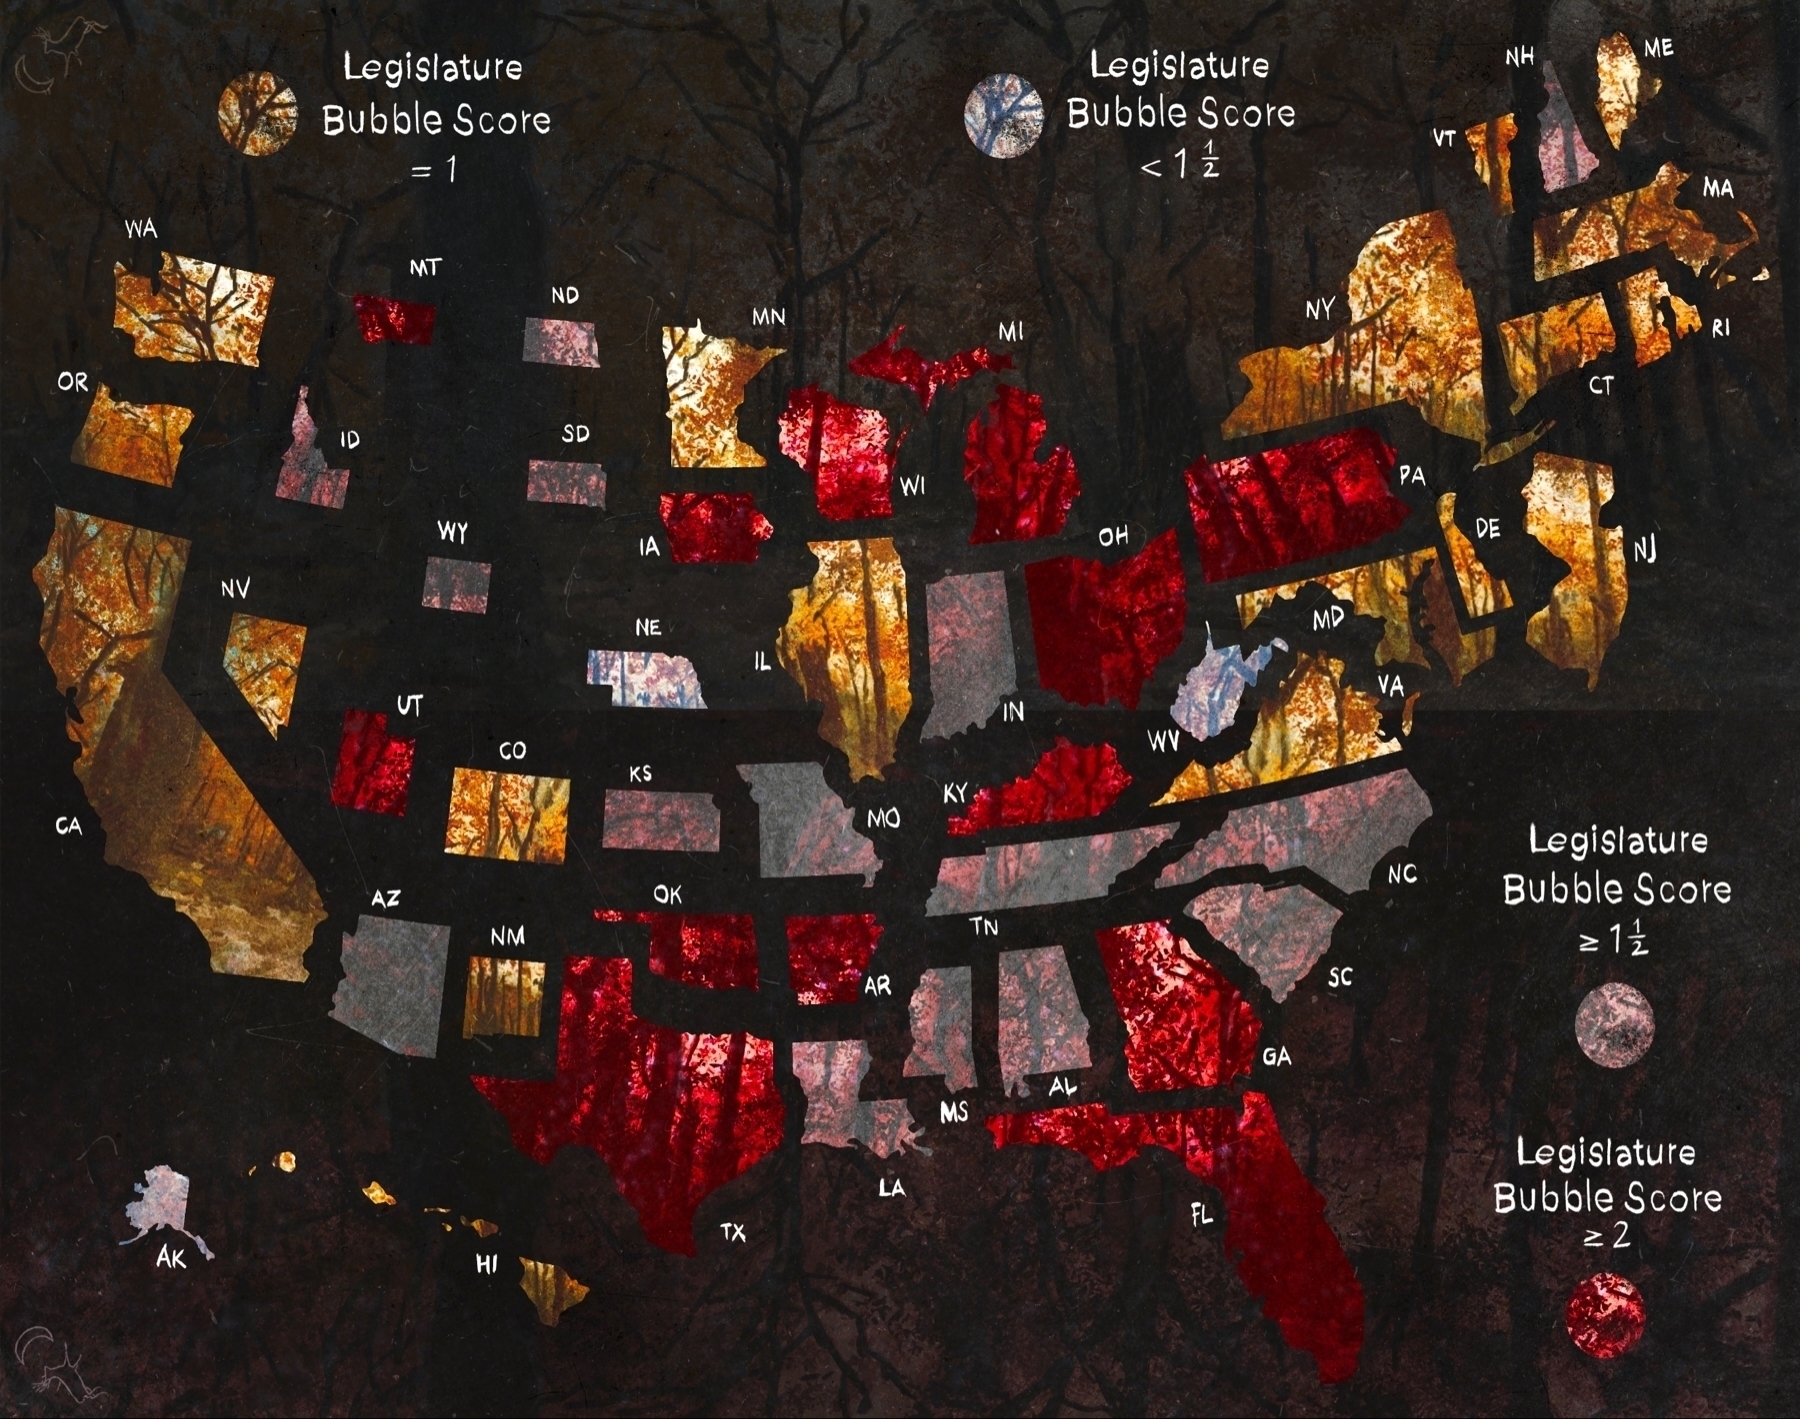 Legislature
Bubble Score
= 1
Legislature
Bubble Score
< 1 1/2
NH
ME
VT
MA
WA
MT
ND
MN
MI
NY
RI
OR
ID
SD
WI
CT
PA
WY
IA
OH
DE
NJ
NV
NE
IL
MD
IN
VA
UT
WV
CO
KS
KY
MO
CA
NC
AZ
OK
TN
NM
AR
SC
GA
AL
MS
LA
FL
TX
AK
HI
Legislature
Bubble Score
≥ 1 1/2
Legislature
Bubble Score
≥ 2